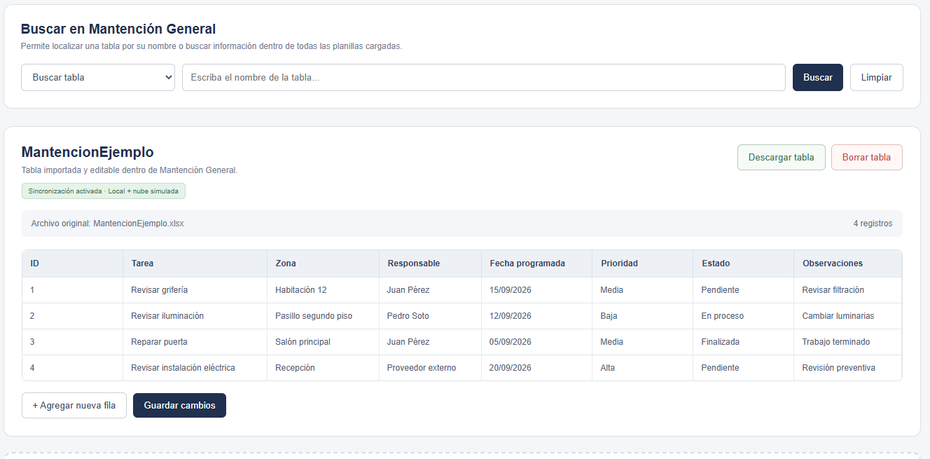 Buscar en Mantención General
Permite localizar una tabla por su nombre o buscar información dentro de todas las planillas cargadas.
Buscar tabla Escriba el nombre de la tabla... Buscar Limpiar
MantencionEjemplo Descargar tabla Borrar tabla
Tabla importada y editable dentro de Mantención General.
Sincronización activada · Local + nube simulada
Archivo original: MantencionEjemplo.xlsx 4 registros
ID Tarea Zona Responsable Fecha programada Prioridad Estado Observaciones
1 Revisar grifería Habitación 12 Juan Pérez 15/09/2026 Media Pendiente Revisar filtración
2 Revisar iluminación Pasillo segundo piso Pedro Soto 12/09/2026 Baja En proceso Cambiar luminarias
3 Reparar puerta Salón principal Juan Pérez 05/09/2026 Media Finalizada Trabajo terminado
4 Revisar instalación eléctrica Recepción Proveedor externo 20/09/2026 Alta Pendiente Revisión preventiva
+ Agregar nueva fila Guardar cambios